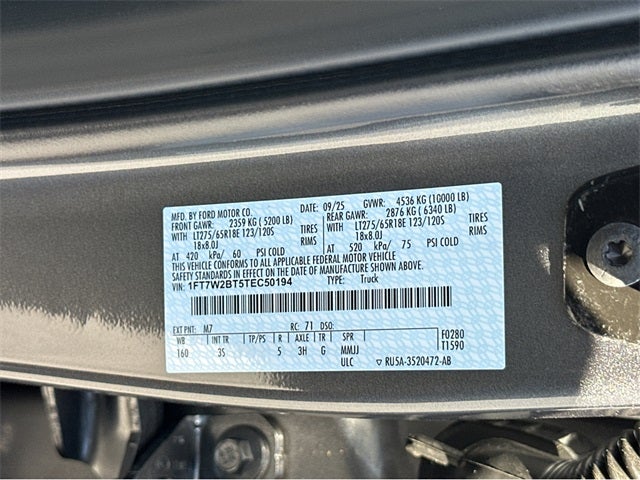 MFD. BY FORD MOTOR CO. DATE: 09/25 GVWR: 4536 KG (10000 LB)
FRONT GAWR: 2359 KG ( 5200 LB) REAR GAWR: 2876 KG ( 6340 LB)
WITH LT275/65R18E 123/120S TIRES WITH LT275/65R18E 123/120S TIRES
18x8.0J RIMS 18x8.0J RIMS
AT 420 kPa/ 60 PSI COLD AT 520 kPa/ 75 PSI COLD
THIS VEHICLE CONFORMS TO ALL APPLICABLE FEDERAL MOTOR VEHICLE
SAFETY STANDARDS IN EFFECT ON THE DATE OF MANUFACTURE SHOWN ABOVE.
VIN: 1FT7W2BT5TEC50194 TYPE: Truck
EXT PNT: M7 RC: 71 DSO: F0280
WB INT TR TP/PS R AXLE TR SPR T1590
160 3S 5 3H G MMJJ
ULC ▽ RU5A-3520472-AB